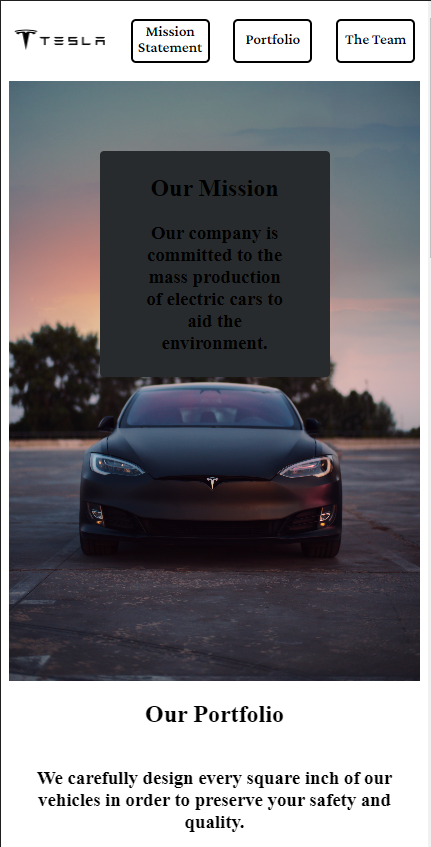 TESLA
Mission
Statement
Portfolio
The Team
Our Mission
Our company is
committed to the
mass production
of electric cars to
aid the
environment.
Our Portfolio
We carefully design every square inch of our
vehicles in order to preserve your safety and
quality.